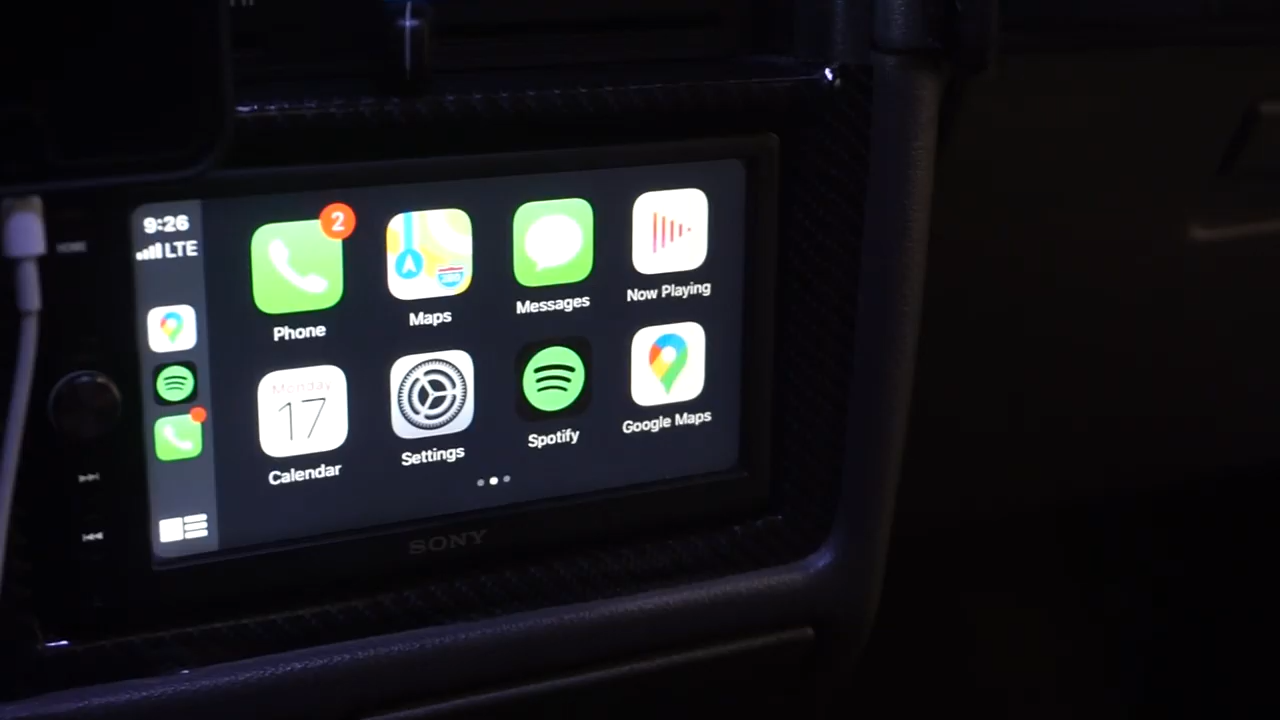 9:26
LTE
HOME
2
Phone
Maps
Messages
Now Playing
Monday
17
Calendar
Settings
Spotify
Google Maps
SONY